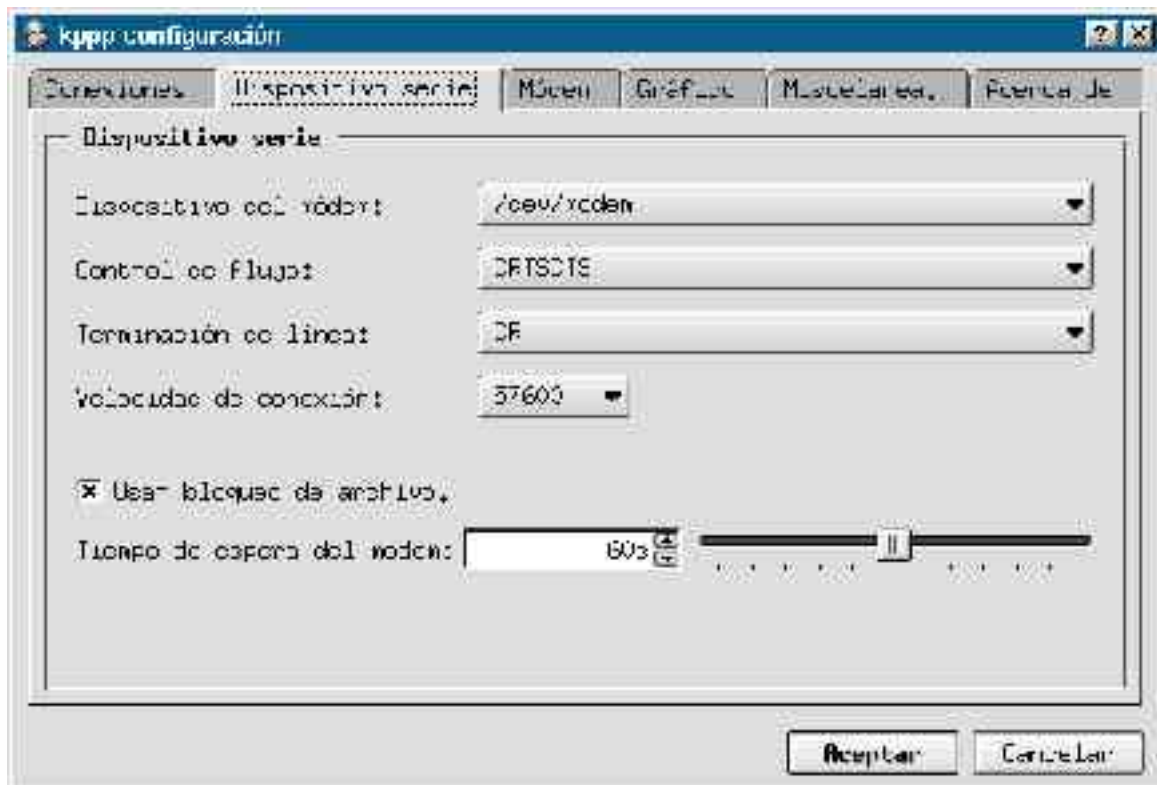 kppp configuración
Conexiones Dispositivo serie Módem Gráfico Miscelanea. Acerca de
Dispositivo serie
Dispositivo del módem: /dev/modem
Control de flujo: CRTSCTS
Terminación de línea: CR
Velocidad de conexión: 57600
Usar bloqueo de archivo.
Tiempo de espera del modem: 60s
Aceptar Cancelar